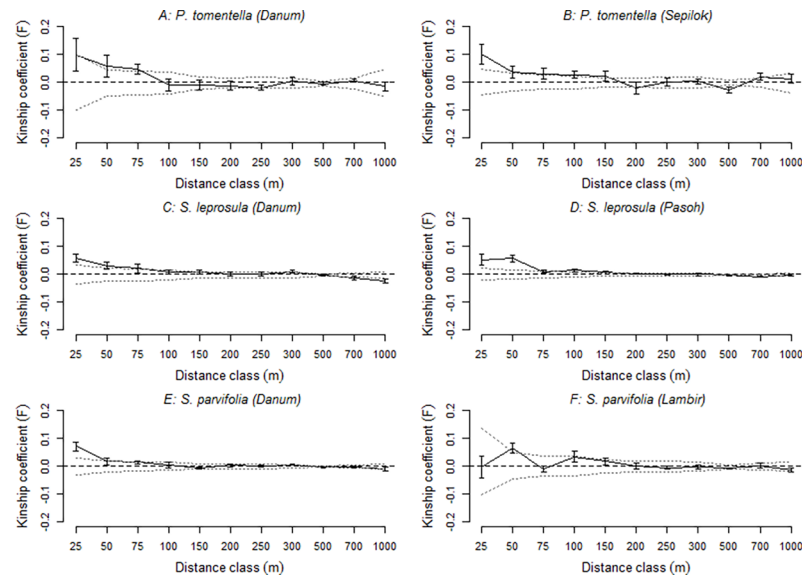 A: P. tomentella (Danum)
Kinship coefficient (F)
0.2
0.1
0.0
-0.1
-0.2
25 50 75 100 150 200 250 300 500 700 1000
Distance class (m)
B: P. tomentella (Sepilok)
Kinship coefficient (F)
0.2
0.1
0.0
-0.1
-0.2
25 50 75 100 150 200 250 300 500 700 1000
Distance class (m)
C: S. leprosula (Danum)
Kinship coefficient (F)
0.2
0.1
0.0
-0.1
-0.2
25 50 75 100 150 200 250 300 500 700 1000
Distance class (m)
D: S. leprosula (Pasoh)
Kinship coefficient (F)
0.2
0.1
0.0
-0.1
-0.2
25 50 75 100 150 200 250 300 500 700 1000
Distance class (m)
E: S. parvifolia (Danum)
Kinship coefficient (F)
0.2
0.1
0.0
-0.1
-0.2
25 50 75 100 150 200 250 300 500 700 1000
Distance class (m)
F: S. parvifolia (Lambir)
Kinship coefficient (F)
0.2
0.1
0.0
-0.1
-0.2
25 50 75 100 150 200 250 300 500 700 1000
Distance class (m)